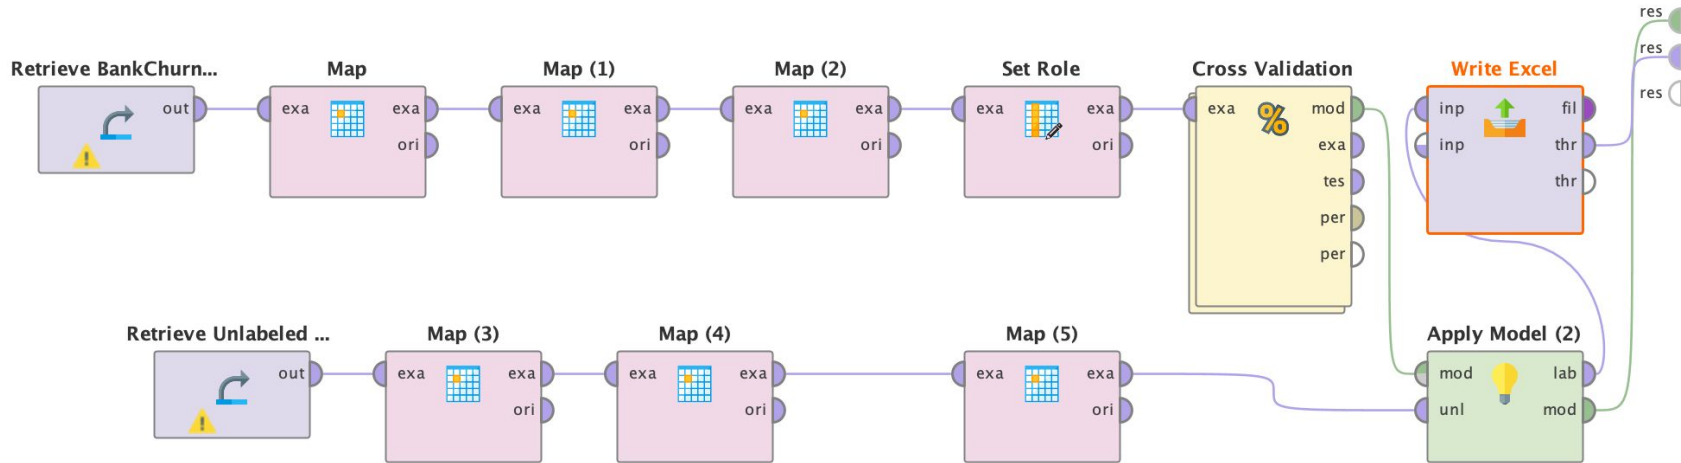 res
res
res
Retrieve BankChurn...
out
Map
exa exa
ori
Map (1)
exa exa
ori
Map (2)
exa exa
ori
Set Role
exa exa
ori
Cross Validation
exa % mod
exa
tes
per
per
Write Excel
inp fil
inp thr
thr
Retrieve Unlabeled ...
out
Map (3)
exa exa
ori
Map (4)
exa exa
ori
Map (5)
exa exa
ori
Apply Model (2)
mod lab
unl mod